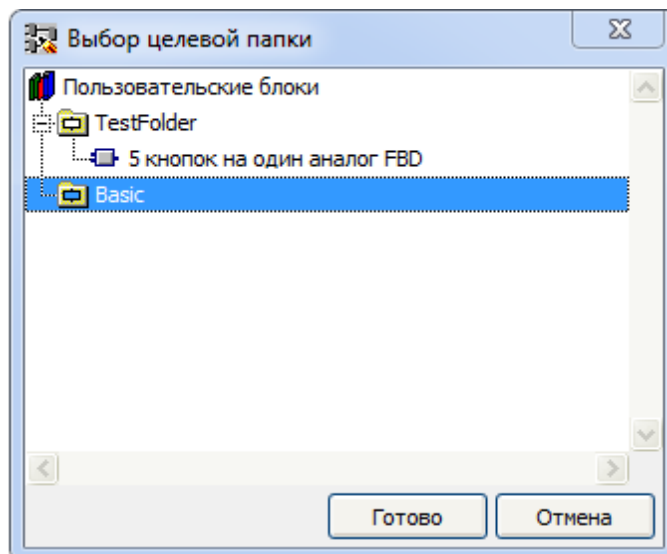 Выбор целевой папки
Пользовательские блоки
TestFolder
5 кнопок на один аналог FBD
Basic
Готово
Отмена